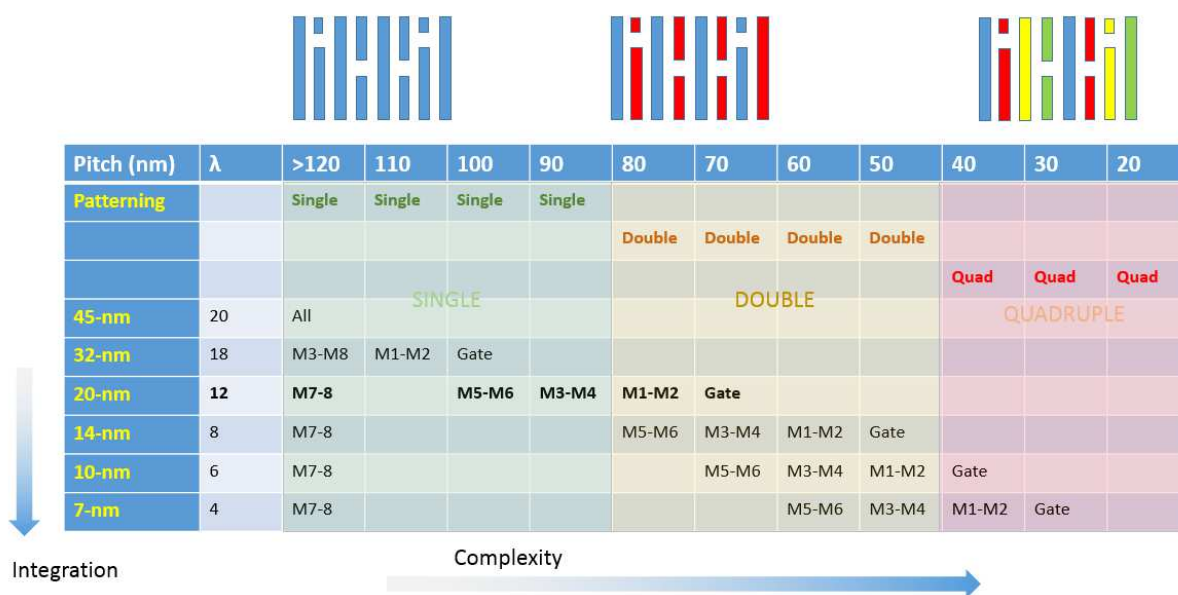 Pitch (nm) λ >120 110 100 90 80 70 60 50 40 30 20
Patterning Single Single Single Single
Double Double Double Double
Quad Quad Quad
SINGLE DOUBLE QUADRUPLE
45-nm 20 All
32-nm 18 M3-M8 M1-M2 Gate
20-nm 12 M7-8 M5-M6 M3-M4 M1-M2 Gate
14-nm 8 M7-8 M5-M6 M3-M4 M1-M2 Gate
10-nm 6 M7-8 M5-M6 M3-M4 M1-M2 Gate
7-nm 4 M7-8 M5-M6 M3-M4 M1-M2 Gate
Complexity
Integration